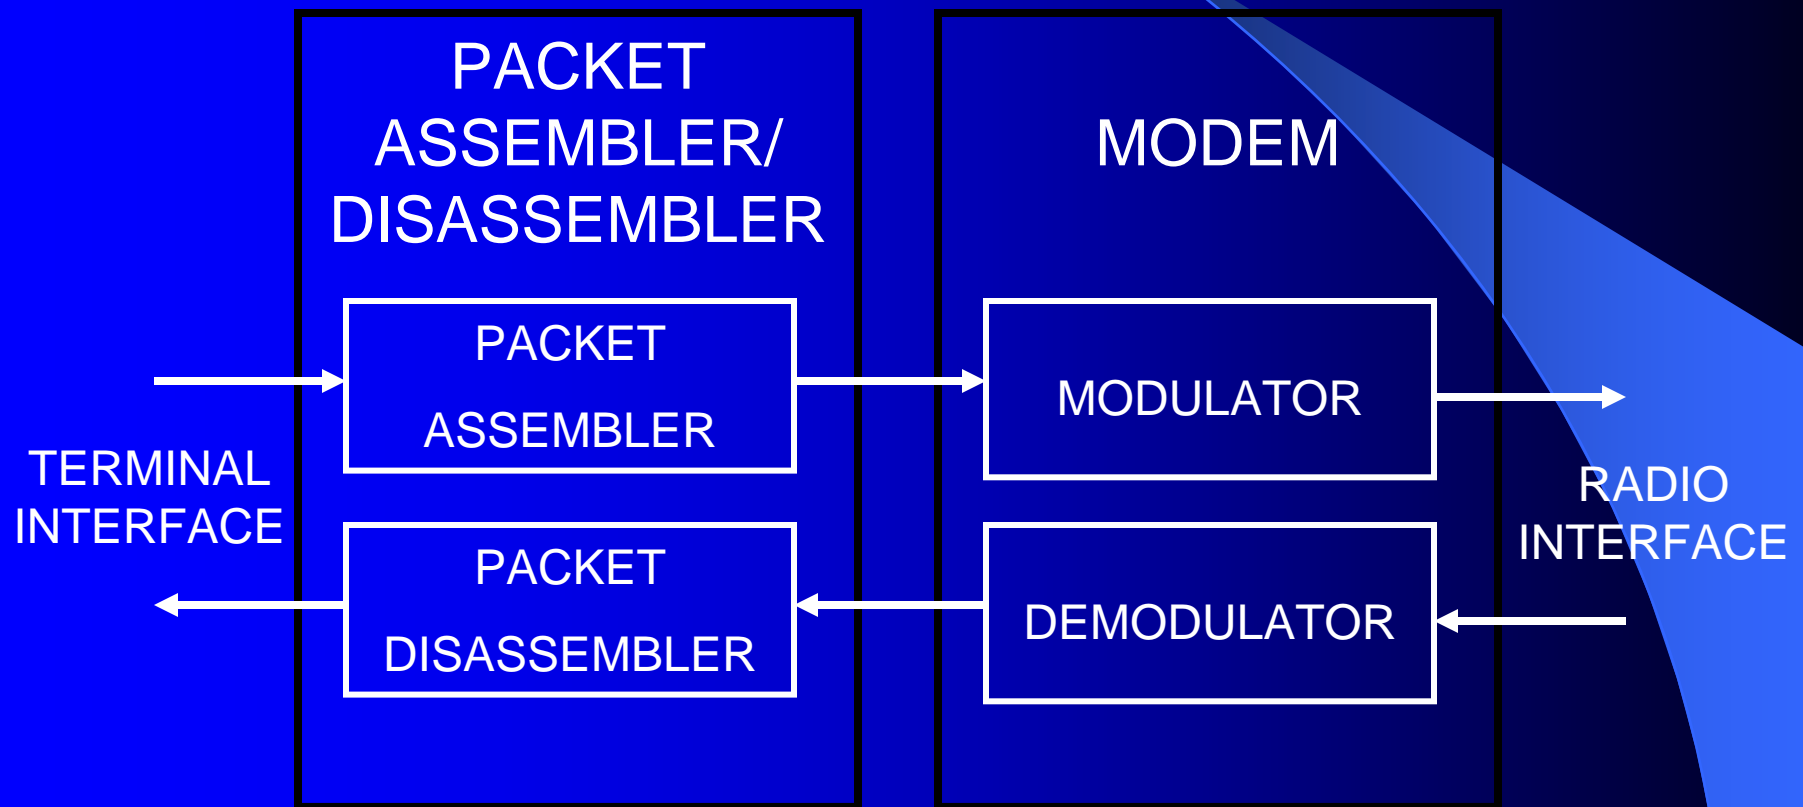 PACKET
ASSEMBLER/
DISASSEMBLER
MODEM
PACKET
ASSEMBLER
MODULATOR
TERMINAL
INTERFACE
RADIO
INTERFACE
PACKET
DISASSEMBLER
DEMODULATOR